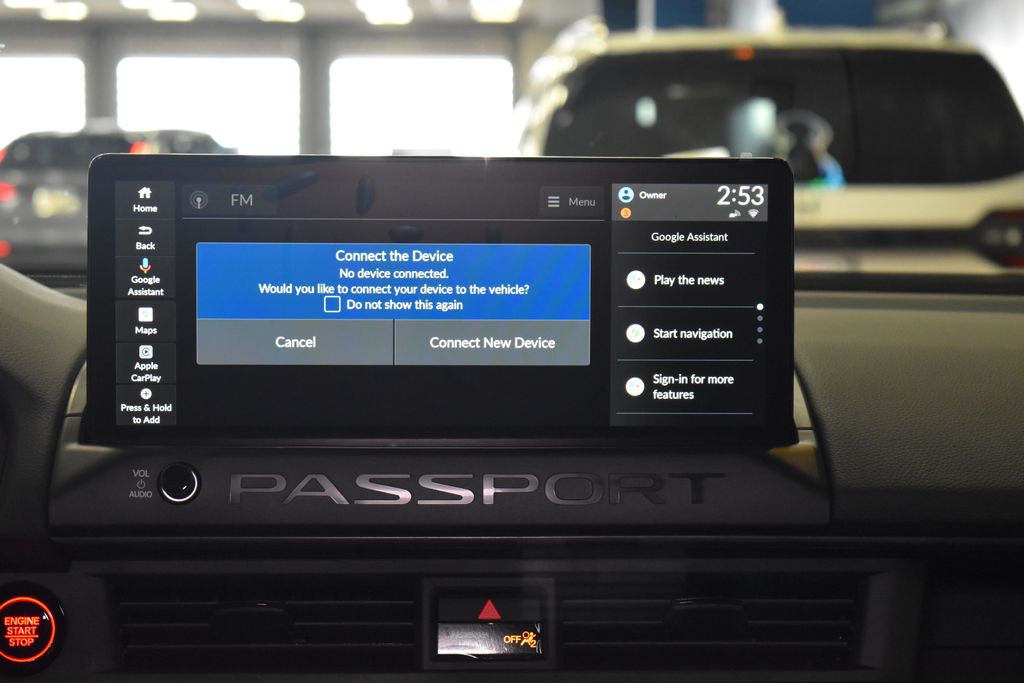 Home
Back
Google
Assistant
Maps
Apple
CarPlay
Press & Hold
to Add
FM
Menu
Connect the Device
No device connected.
Would you like to connect your device to the vehicle?
Do not show this again
Cancel
Connect New Device
Owner
2:53
3
Google Assistant
Play the news
Start navigation
Sign-in for more
features
VOL
AUDIO
PASSPORT
ENGINE
START
STOP
OFF
2